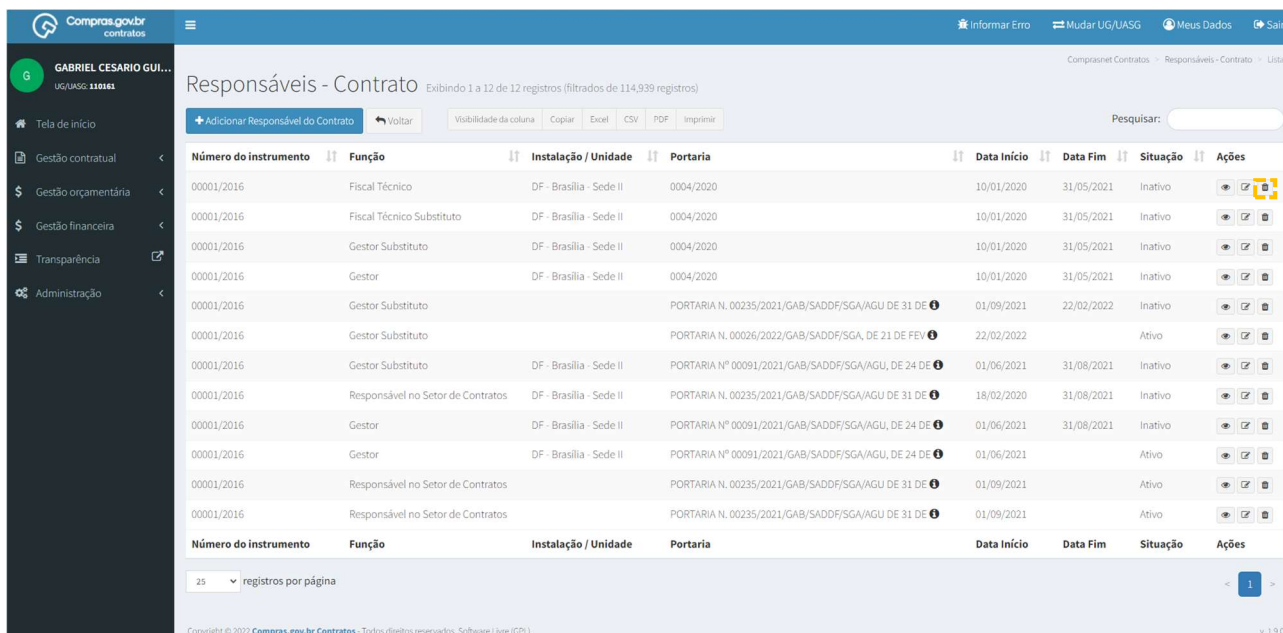 Compras.gov.br
contratos
Informar Erro Mudar UG/UASG Meus Dados Sair
G
GABRIEL CESARIO GUI...
UG/UASG: 110161
Comprasnet Contratos > Responsáveis - Contrato > Lista
Responsáveis - Contrato Exibindo 1 a 12 de 12 registros (filtrados de 114,939 registros)
Adicionar Responsável do Contrato Voltar Visibilidade da coluna Copiar Excel CSV PDF Imprimir Pesquisar:
Tela de início
Gestão contratual
Gestão orçamentária
Gestão financeira
Transparência
Administração
Número do instrumento Função Instalação / Unidade Portaria Data Início Data Fim Situação Ações
00001/2016 Fiscal Técnico DF - Brasília - Sede II 0004/2020 10/01/2020 31/05/2021 Inativo
00001/2016 Fiscal Técnico Substituto DF - Brasília - Sede II 0004/2020 10/01/2020 31/05/2021 Inativo
00001/2016 Gestor Substituto DF - Brasília - Sede II 0004/2020 10/01/2020 31/05/2021 Inativo
00001/2016 Gestor DF - Brasília - Sede II 0004/2020 10/01/2020 31/05/2021 Inativo
00001/2016 Gestor Substituto PORTARIA N. 00235/2021/GAB/SADDF/SGA/AGU DE 31 DE 01/09/2021 22/02/2022 Inativo
00001/2016 Gestor Substituto PORTARIA N. 00026/2022/GAB/SADDF/SGA, DE 21 DE FEV 22/02/2022 Ativo
00001/2016 Gestor Substituto DF - Brasília - Sede II PORTARIA Nº 00091/2021/GAB/SADDF/SGA/AGU, DE 24 DE 01/06/2021 31/08/2021 Inativo
00001/2016 Responsável no Setor de Contratos DF - Brasília - Sede II PORTARIA N. 00235/2021/GAB/SADDF/SGA/AGU DE 31 DE 18/02/2020 31/08/2021 Inativo
00001/2016 Gestor DF - Brasília - Sede II PORTARIA Nº 00091/2021/GAB/SADDF/SGA/AGU, DE 24 DE 01/06/2021 31/08/2021 Inativo
00001/2016 Gestor DF - Brasília - Sede II PORTARIA Nº 00091/2021/GAB/SADDF/SGA/AGU, DE 24 DE 01/06/2021 Ativo
00001/2016 Responsável no Setor de Contratos PORTARIA N. 00235/2021/GAB/SADDF/SGA/AGU DE 31 DE 01/09/2021 Ativo
00001/2016 Responsável no Setor de Contratos PORTARIA N. 00235/2021/GAB/SADDF/SGA/AGU DE 31 DE 01/09/2021 Ativo
Número do instrumento Função Instalação / Unidade Portaria Data Início Data Fim Situação Ações
25 registros por página < 1 >
Copyright © 2022 Compras.gov.br Contratos - Todos direitos reservados. Software Livre (GPL).